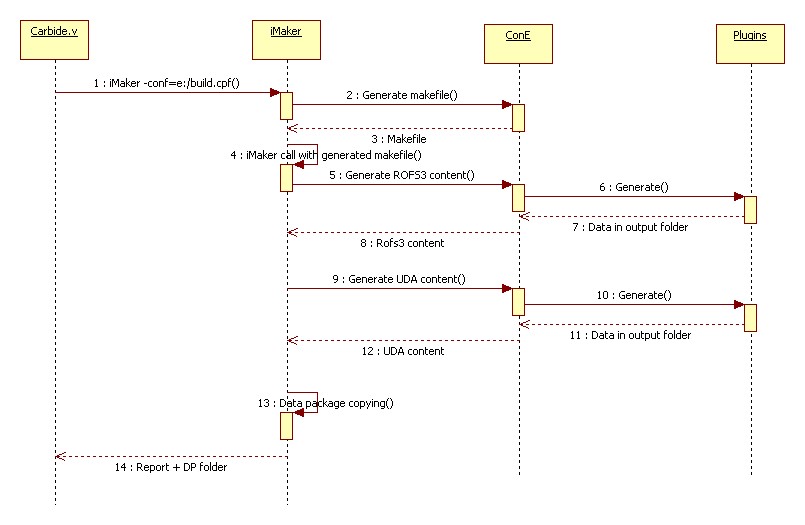 Carbide.v
iMaker
ConE
Plugins
1 : iMaker -conf=e:/build.cpf()
2 : Generate makefile()
3 : Makefile
4 : iMaker call with generated makefile()
5 : Generate ROFS3 content()
6 : Generate()
7 : Data in output folder
8 : Rofs3 content
9 : Generate UDA content()
10 : Generate()
11 : Data in output folder
12 : UDA content
13 : Data package copying()
14 : Report + DP folder